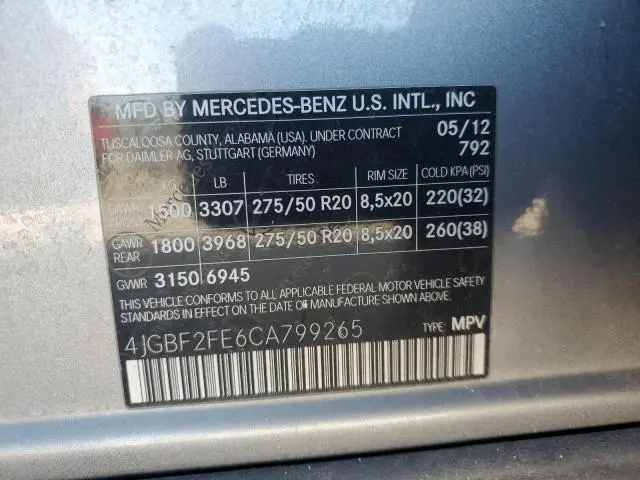 MFD BY MERCEDES-BENZ U.S. INTL., INC
TUSCALOOSA COUNTY, ALABAMA (USA). UNDER CONTRACT 05/12
FOR DAIMLER AG, STUTTGART (GERMANY) 792
KG LB TIRES RIM SIZE COLD KPA(PSI)
GAWR FRONT 1500 3307 275/50 R20 8,5x20 220(32)
GAWR REAR 1800 3968 275/50 R20 8,5x20 260(38)
GVWR 3150 6945
THIS VEHICLE CONFORMS TO ALL APPLICABLE FEDERAL MOTOR VEHICLE SAFETY
STANDARDS IN EFFECT ON THE DATE OF MANUFACTURE SHOWN ABOVE.
4JGBF2FE6CA799265 TYPE: MPV